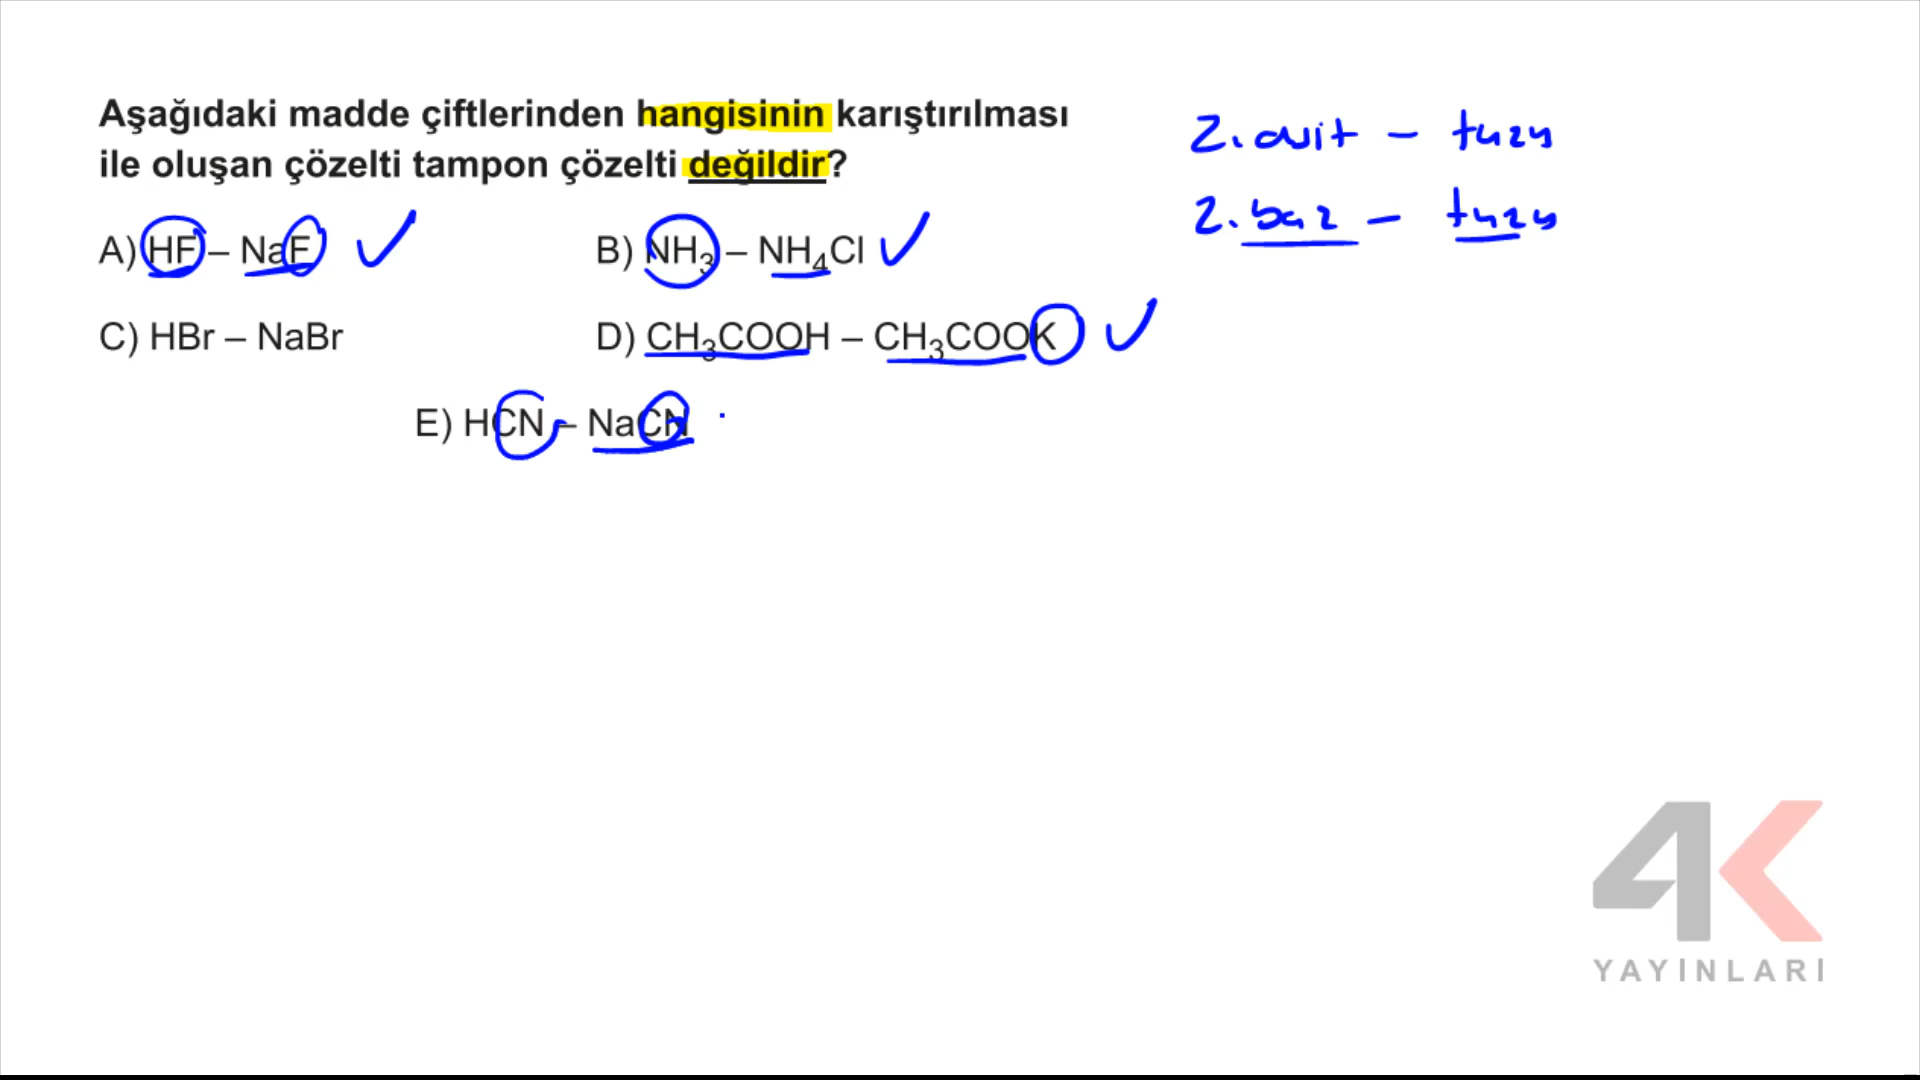 Aşağıdaki madde çiftlerinden hangisinin karıştırılması
ile oluşan çözelti tampon çözelti değildir?
A) HF – NaF
B) NH₃ – NH₄Cl
C) HBr – NaBr
D) CH₃COOH – CH₃COOK
E) HCN – NaCN
Z. asit – tuzu
Z. baz – tuzu
4K
YAYINLARI